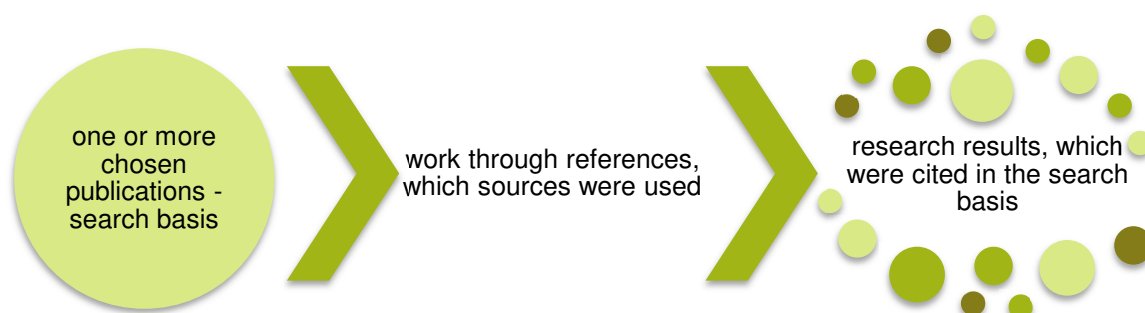 one or more
chosen
publications -
search basis
work through references,
which sources were used
research results, which
were cited in the search
basis